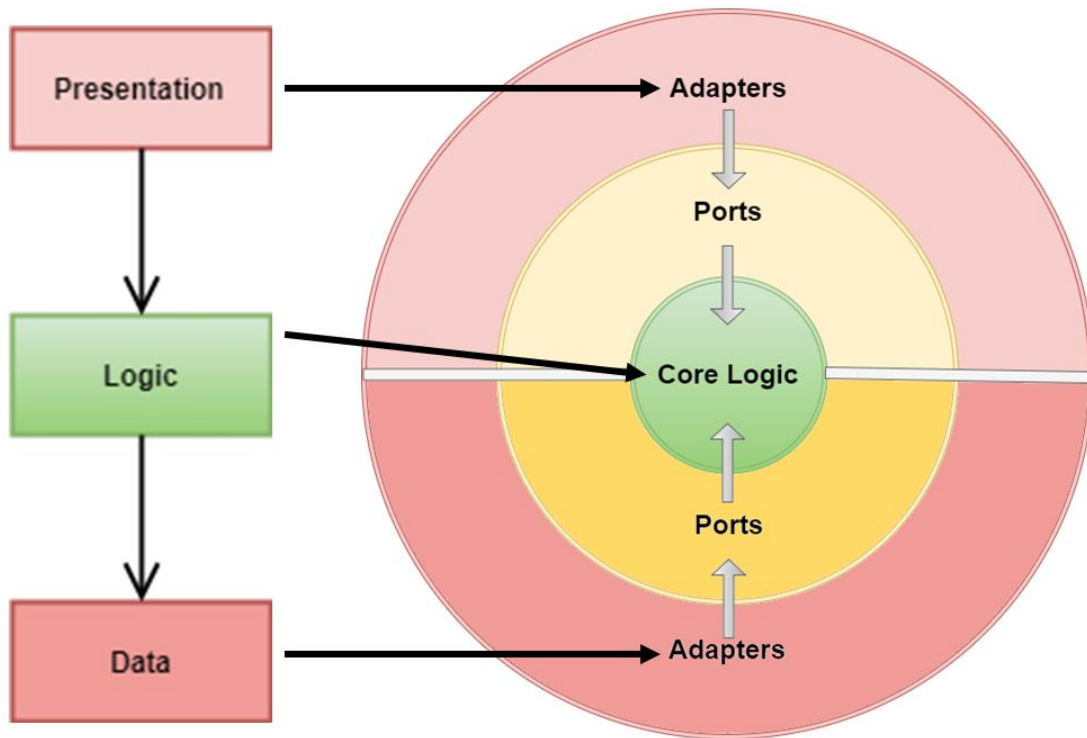 Presentation
Adapters
Ports
Logic
Core Logic
Ports
Data
Adapters